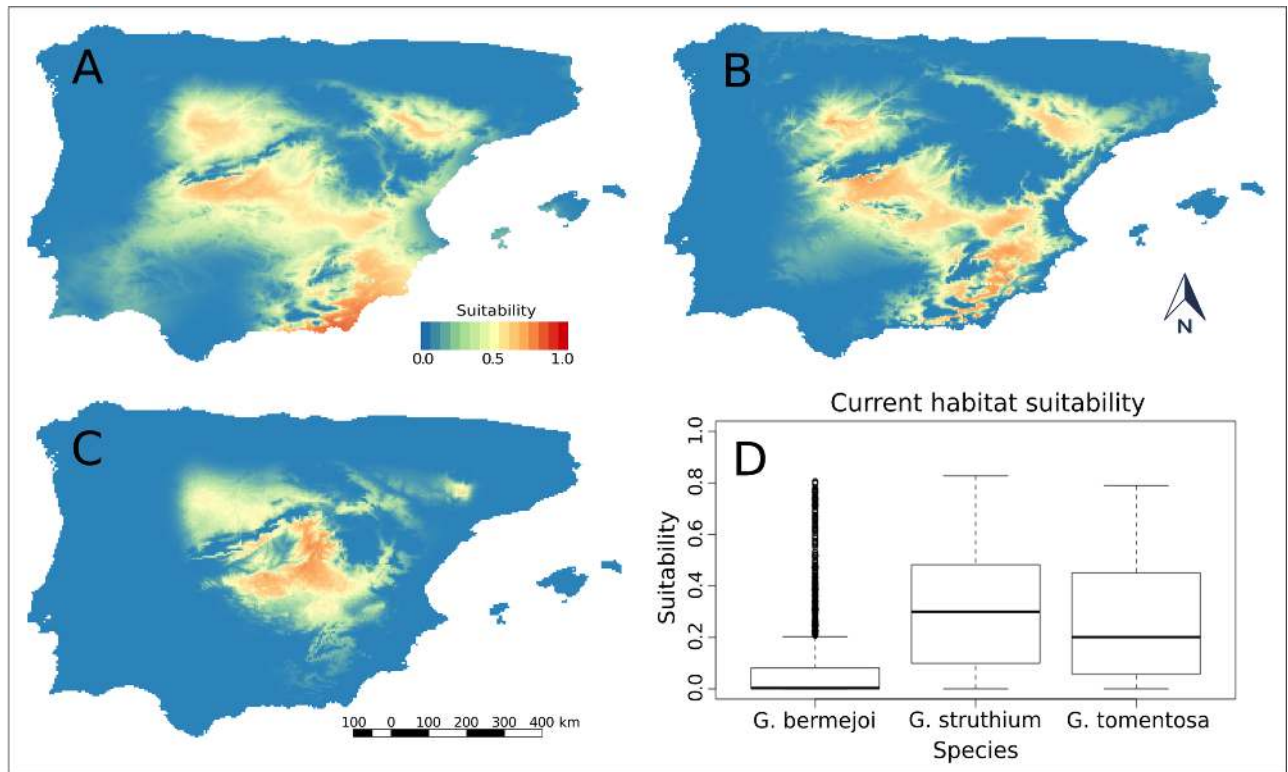 A
B
Suitability
0.0 0.5 1.0
N
C
100 0 100 200 300 400 km
Current habitat suitability
D
Suitability
1.0
0.8
0.6
0.4
0.2
0.0
G. bermejoi G. struthium G. tomentosa
Species